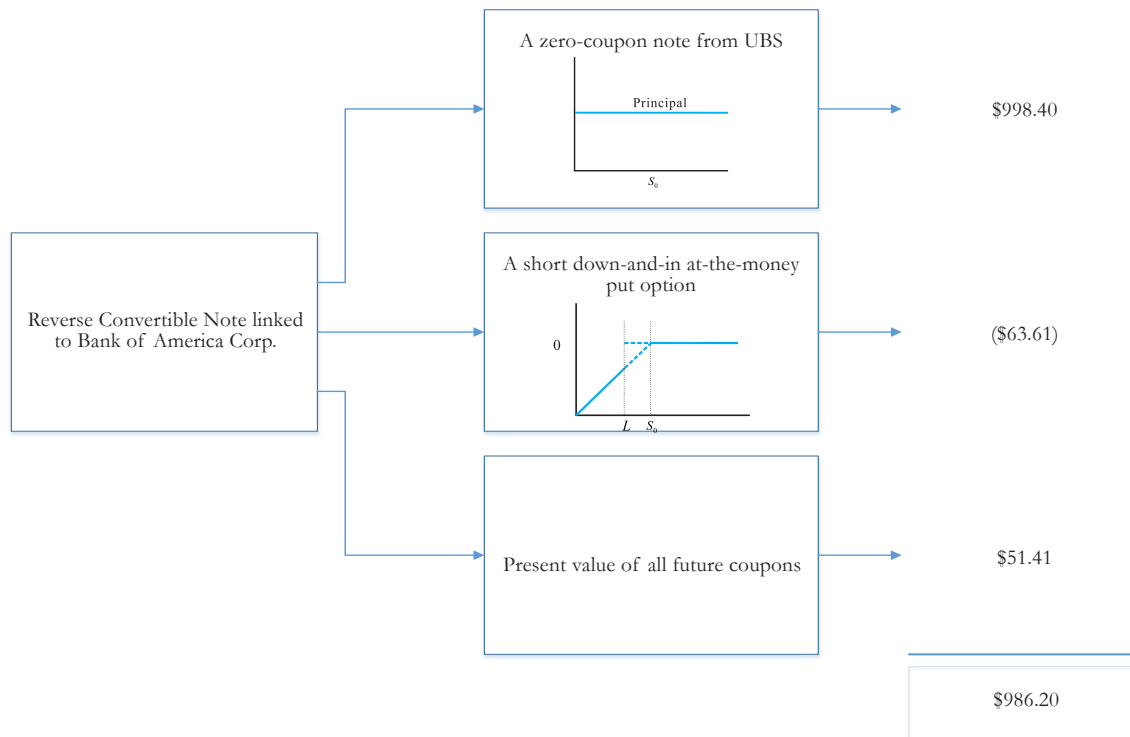 A zero-coupon note from UBS
Principal
S₀
$998.40
Reverse Convertible Note linked
to Bank of America Corp.
A short down-and-in at-the-money
put option
0
L S₀
($63.61)
Present value of all future coupons
$51.41
$986.20